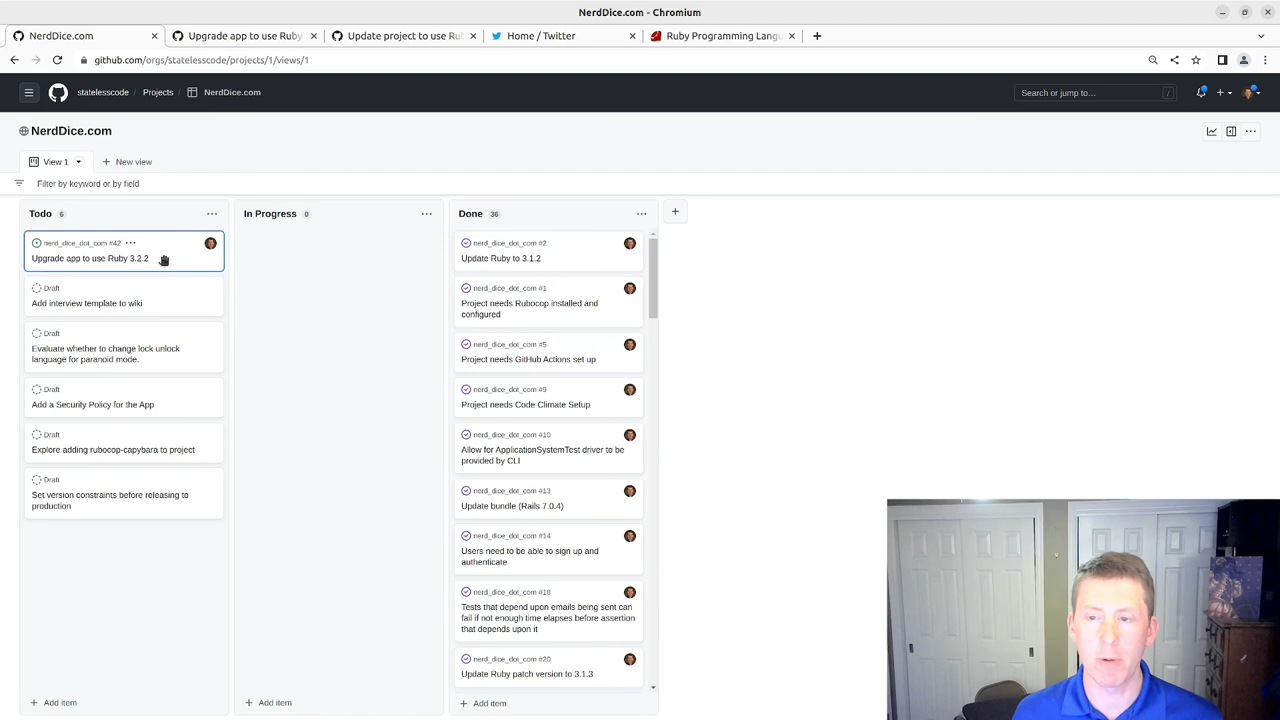 NerdDice.com - Chromium
NerdDice.com
Upgrade app to use Ruby
Update project to use Ru
Home / Twitter
Ruby Programming Langu
github.com/orgs/statelesscode/projects/1/views/1
statelesscode / Projects / NerdDice.com
Search or jump to…
/
NerdDice.com
View 1
New view
Filter by keyword or by field
Todo 6
nerd_dice_dot_com #42
Upgrade app to use Ruby 3.2.2
Draft
Add interview template to wiki
Draft
Evaluate whether to change lock unlock
language for paranoid mode.
Draft
Add a Security Policy for the App
Draft
Explore adding rubocop-capybara to project
Draft
Set version constraints before releasing to
production
Add item
In Progress 0
Add item
Done 36
nerd_dice_dot_com #2
Update Ruby to 3.1.2
nerd_dice_dot_com #1
Project needs Rubocop installed and
configured
nerd_dice_dot_com #5
Project needs GitHub Actions set up
nerd_dice_dot_com #9
Project needs Code Climate Setup
nerd_dice_dot_com #10
Allow for ApplicationSystemTest driver to be
provided by CLI
nerd_dice_dot_com #13
Update bundle (Rails 7.0.4)
nerd_dice_dot_com #14
Users need to be able to sign up and
authenticate
nerd_dice_dot_com #18
Tests that depend upon emails being sent can
fail if not enough time elapses before assertion
that depends upon it
nerd_dice_dot_com #20
Update Ruby patch version to 3.1.3
Add item